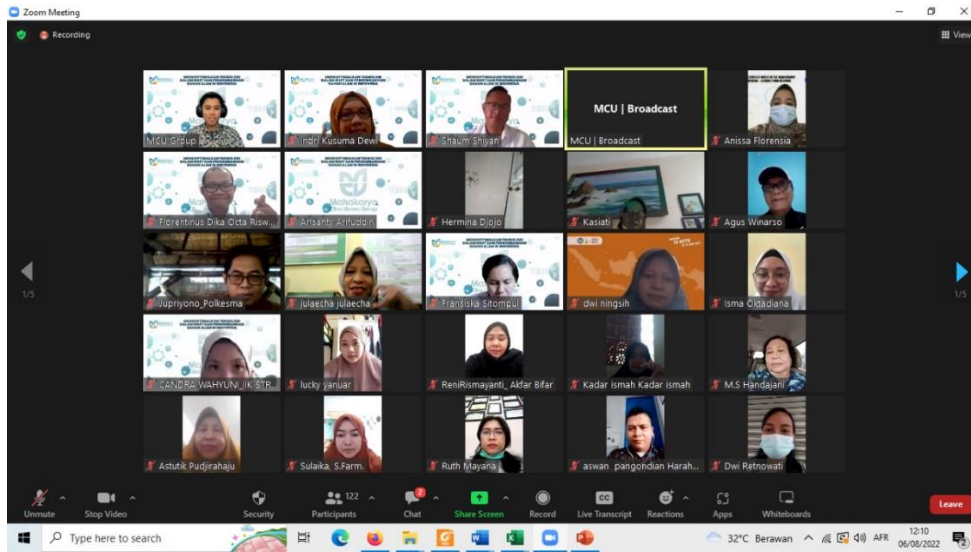 Zoom Meeting
Recording
View
MCU Group
Indri Kusuma Dewi
Shaum Shiyan
MCU | Broadcast
MCU | Broadcast
Anissa Florensia
Mahakarya
Florentinus Dika Octa Risw...
Arisanty Arifuddin
Hermina Djojo
Kasiati
Agus Winarso
Jupriyono_Polkesma
julaecha julaecha
Fransiska Sitompul
dwi ningsih
Isma Oktadiana
1/5
1/5
CANDRA WAHYUNI_IIK STR...
lucky yanuar
ReniRismayanti_ Akfar Bifar
Kadar ismah Kadar ismah
M.S Handajani
Astutik Pudjirahaju
Sulaika, S.Farm.
Ruth Mayana
aswan pangondian Harah...
Dwi Retnowati
Unmute
Stop Video
Security
122
Participants
2
Chat
Share Screen
Record
CC
Live Transcript
Reactions
Apps
Whiteboards
Leave
Type here to search
32°C Berawan
AFR
12:10
06/08/2022
2